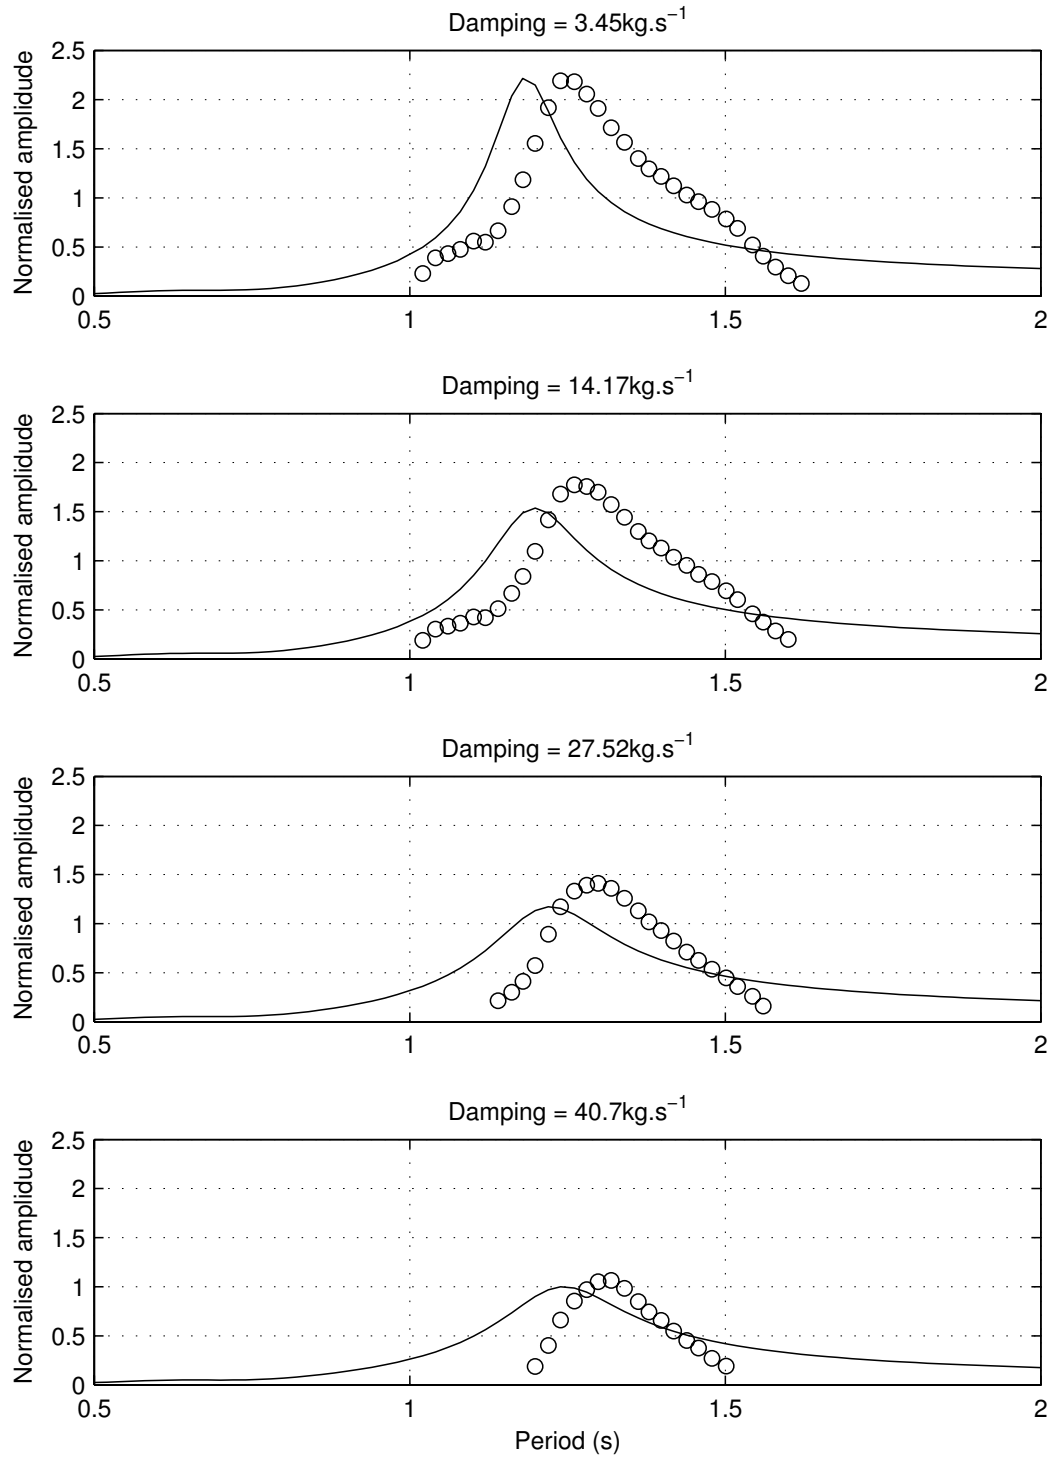 Damping = 3.45kg.s⁻¹
Normalised amplidude
2.5
2
1.5
1
0.5
0
0.5 1 1.5 2
Damping = 14.17kg.s⁻¹
Normalised amplidude
2.5
2
1.5
1
0.5
0
0.5 1 1.5 2
Damping = 27.52kg.s⁻¹
Normalised amplidude
2.5
2
1.5
1
0.5
0
0.5 1 1.5 2
Damping = 40.7kg.s⁻¹
Normalised amplidude
2.5
2
1.5
1
0.5
0
0.5 1 1.5 2
Period (s)